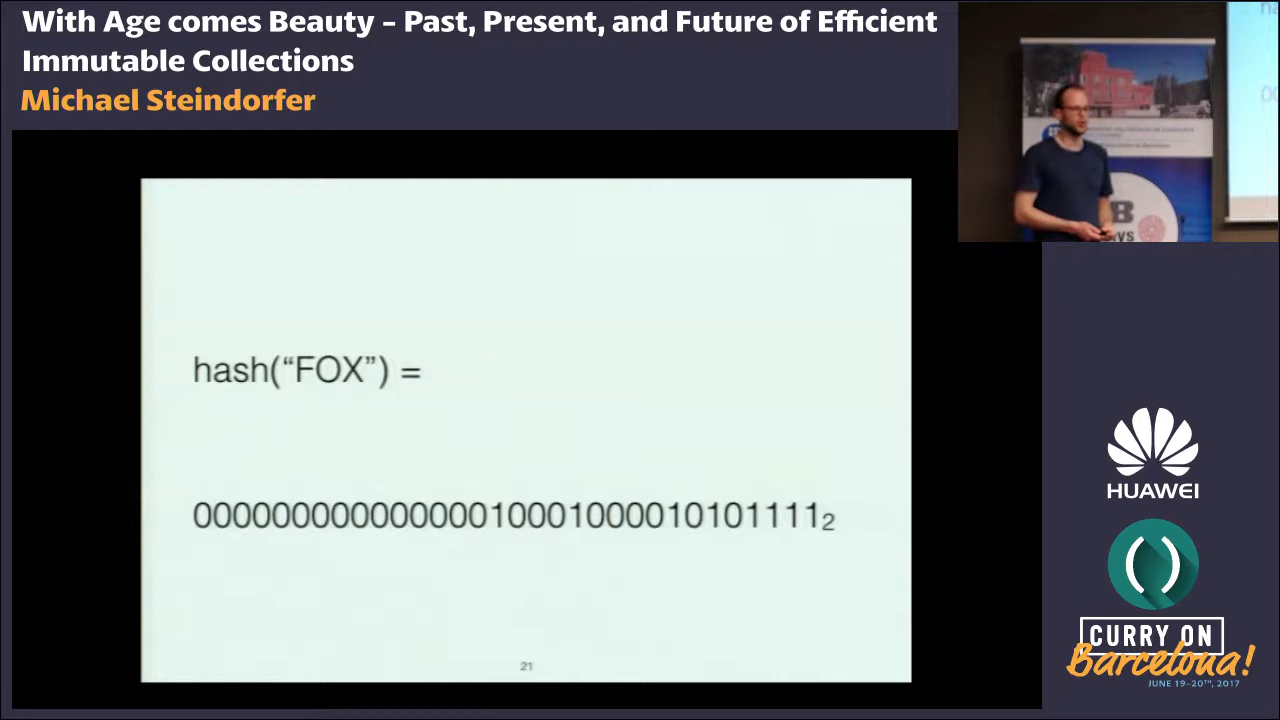 With Age comes Beauty – Past, Present, and Future of Efficient
Immutable Collections
Michael Steindorfer
hash(“FOX”) =
00000000000000010001000010101111₂
21
HUAWEI
CURRY ON
Barcelona!
JUNE 19–20TH, 2017